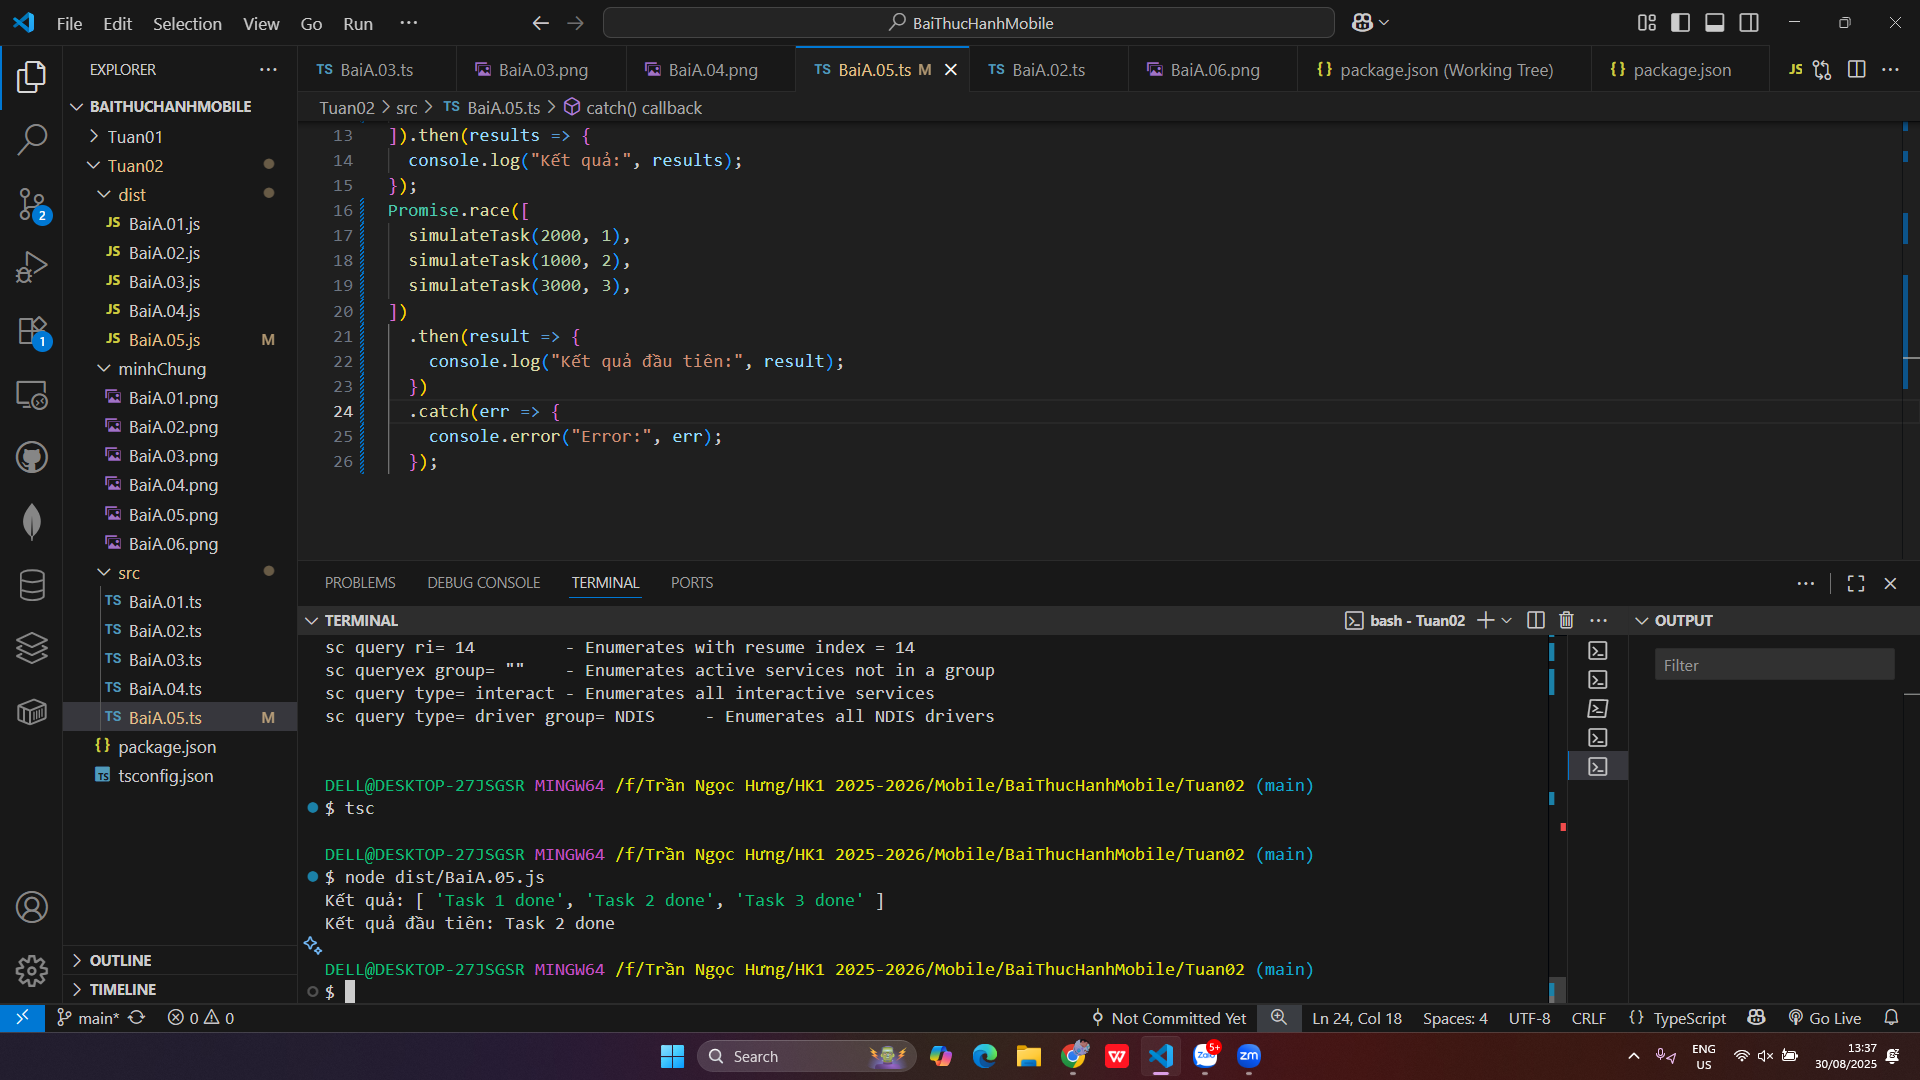 File Edit Selection View Go Run ···
BaiThucHanhMobile
EXPLORER
BaiA.03.ts
BaiA.03.png
BaiA.04.png
BaiA.05.ts M
BaiA.02.ts
BaiA.06.png
package.json (Working Tree)
package.json
Tuan02 > src > TS BaiA.05.ts > catch() callback
BAITHUCHANHMOBILE
Tuan01
Tuan02
dist
JS BaiA.01.js
JS BaiA.02.js
JS BaiA.03.js
JS BaiA.04.js
JS BaiA.05.js M
minhChung
BaiA.01.png
BaiA.02.png
BaiA.03.png
BaiA.04.png
BaiA.05.png
BaiA.06.png
src
TS BaiA.01.ts
TS BaiA.02.ts
TS BaiA.03.ts
TS BaiA.04.ts
TS BaiA.05.ts M
{} package.json
TS tsconfig.json
OUTLINE
TIMELINE
13 ]).then(results => {
14 console.log("Kết quả:", results);
15 });
16 Promise.race([
17 simulateTask(2000, 1),
18 simulateTask(1000, 2),
19 simulateTask(3000, 3),
20 ])
21 .then(result => {
22 console.log("Kết quả đầu tiên:", result);
23 })
24 .catch(err => {
25 console.error("Error:", err);
26 });
PROBLEMS DEBUG CONSOLE TERMINAL PORTS
TERMINAL
bash - Tuan02
OUTPUT
Filter
sc query ri= 14 - Enumerates with resume index = 14
sc queryex group= "" - Enumerates active services not in a group
sc query type= interact - Enumerates all interactive services
sc query type= driver group= NDIS - Enumerates all NDIS drivers
DELL@DESKTOP-27JSGSR MINGW64 /f/Trần Ngọc Hưng/HK1 2025-2026/Mobile/BaiThucHanhMobile/Tuan02 (main)
$ tsc
DELL@DESKTOP-27JSGSR MINGW64 /f/Trần Ngọc Hưng/HK1 2025-2026/Mobile/BaiThucHanhMobile/Tuan02 (main)
$ node dist/BaiA.05.js
Kết quả: [ 'Task 1 done', 'Task 2 done', 'Task 3 done' ]
Kết quả đầu tiên: Task 2 done
DELL@DESKTOP-27JSGSR MINGW64 /f/Trần Ngọc Hưng/HK1 2025-2026/Mobile/BaiThucHanhMobile/Tuan02 (main)
$
main* 0 0
Not Committed Yet
Ln 24, Col 18
Spaces: 4
UTF-8
CRLF
{} TypeScript
Go Live
Search
ENG
US
13:37
30/08/2025